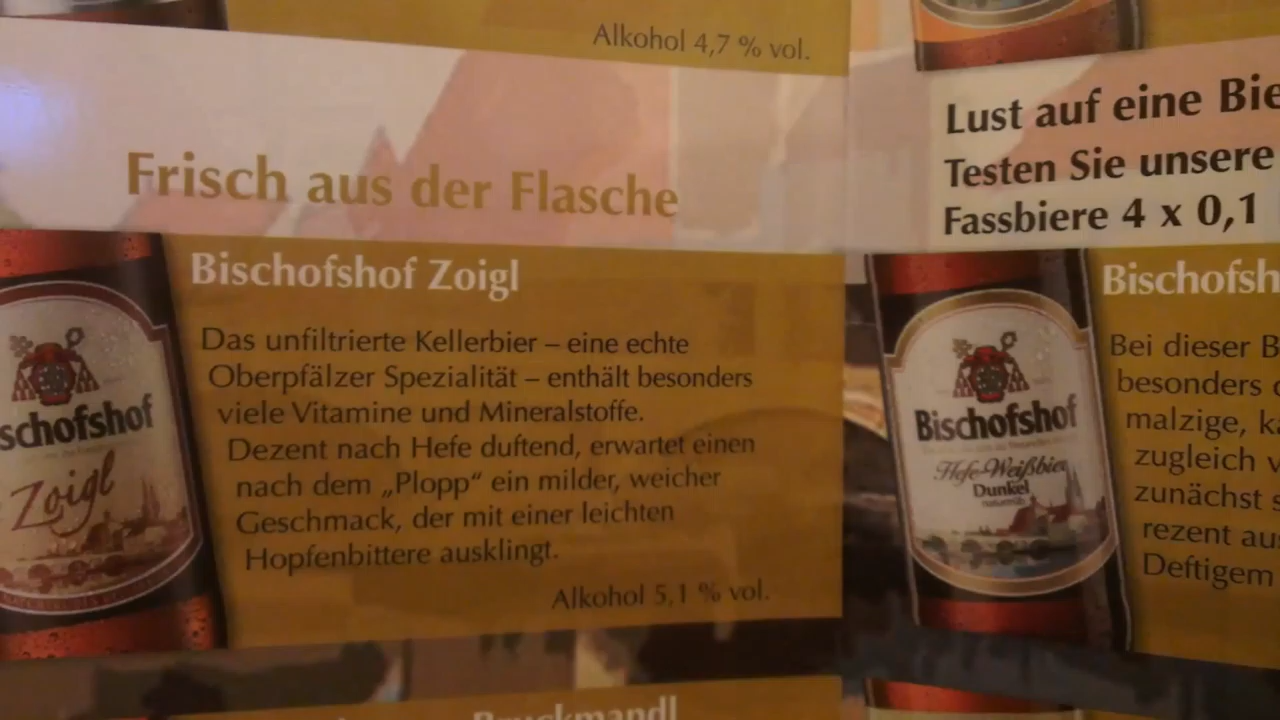 Alkohol 4,7 % vol.
Frisch aus der Flasche
Bischofshof Zoigl
Das unfiltrierte Kellerbier – eine echte
Oberpfälzer Spezialität – enthält besonders
viele Vitamine und Mineralstoffe.
Dezent nach Hefe duftend, erwartet einen
nach dem „Plopp“ ein milder, weicher
Geschmack, der mit einer leichten
Hopfenbittere ausklingt.
Alkohol 5,1 % vol.
schofshof
Zoigl
Bruckmandl
Lust auf eine Bie
Testen Sie unsere
Fassbiere 4 x 0,1
Bischofshof
Hefe-Weißbier
Dunkel
Bischofsh
Bei dieser B
besonders
malzige, ka
zugleich v
zunächst s
rezent aus
Deftigem